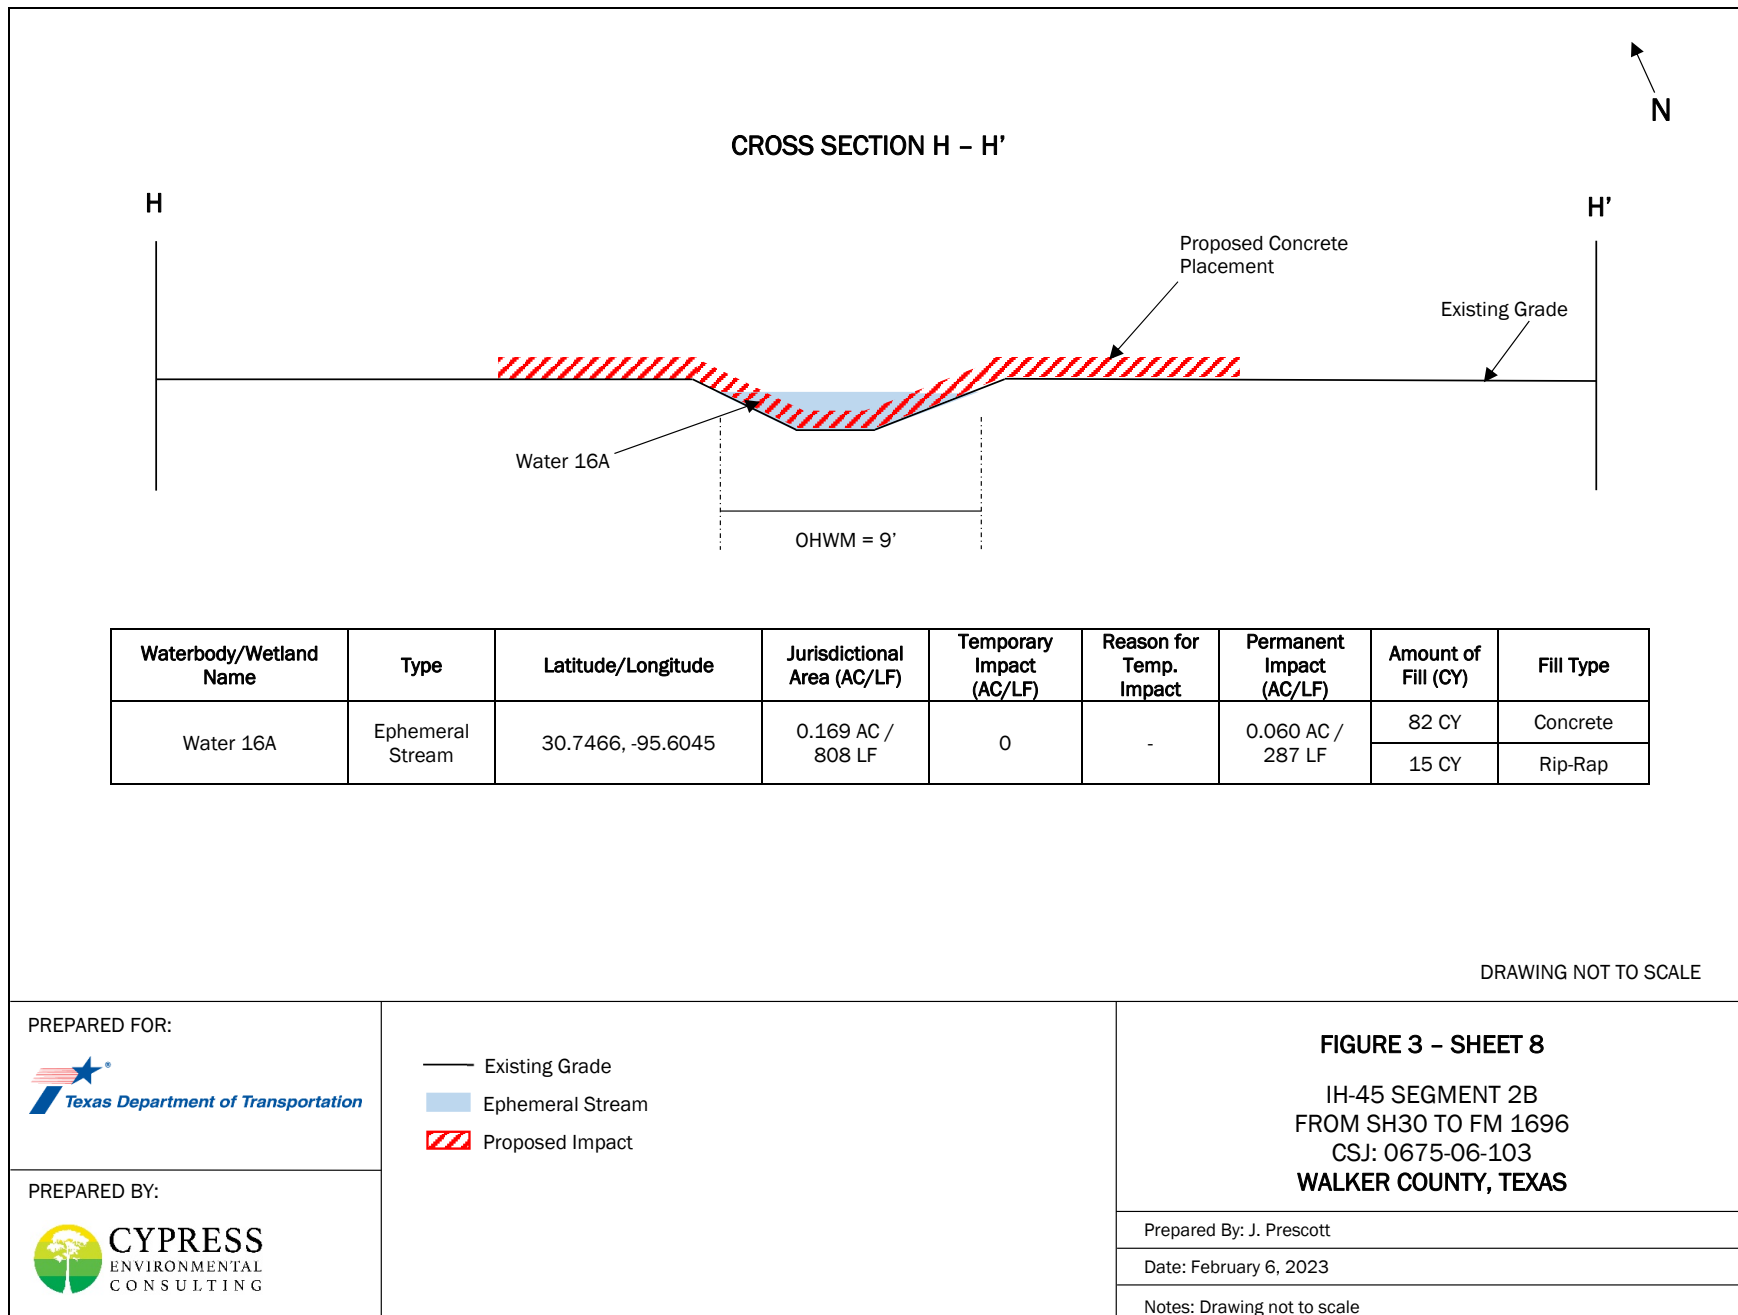 N
CROSS SECTION H – H’
H
H’
Proposed Concrete
Placement
Existing Grade
Water 16A
OHWM = 9’
Waterbody/Wetland Name | Type | Latitude/Longitude | Jurisdictional Area (AC/LF) | Temporary Impact (AC/LF) | Reason for Temp. Impact | Permanent Impact (AC/LF) | Amount of Fill (CY) | Fill Type
Water 16A | Ephemeral Stream | 30.7466, -95.6045 | 0.169 AC / 808 LF | 0 | - | 0.060 AC / 287 LF | 82 CY | Concrete
15 CY | Rip-Rap
DRAWING NOT TO SCALE
PREPARED FOR:
Texas Department of Transportation
PREPARED BY:
CYPRESS
ENVIRONMENTAL
CONSULTING
Existing Grade
Ephemeral Stream
Proposed Impact
FIGURE 3 – SHEET 8
IH-45 SEGMENT 2B
FROM SH30 TO FM 1696
CSJ: 0675-06-103
WALKER COUNTY, TEXAS
Prepared By: J. Prescott
Date: February 6, 2023
Notes: Drawing not to scale